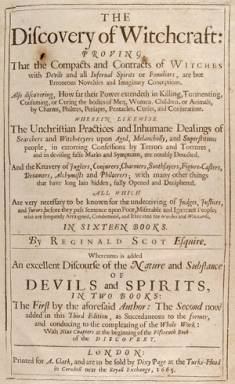 THE
Discovery of Witchcraft:
PROVING,
That the Compacts and Contracts of WITCHES
with Devils and all Infernal Spirits or Familiars, are but
Erroneous Novelties and Imaginary Conceptions.
Also discovering, How far their Power extendeth in Killing, Tormenting,
Consuming, or Curing the bodies of Men, Women, Children, or Animals,
by Charms, Philtres, Periapts, Pentacles, Curses, and Conjurations.
WHEREIN LIKEWISE
The Unchristian Practices and Inhumane Dealings of
Searchers and Witch-tryers upon Aged, Melancholly, and Superstitious
people, in extorting Confessions by Terrors and Tortures,
and in devising false Marks and Symptoms, are notably Detected.
And the Knavery of Juglers, Conjurers, Charmers, Soothsayers, Figure-Casters,
Dreamers, Alchymists and Philterers; with many other things
that have long lain hidden, fully Opened and Deciphered.
ALL WHICH
Are very necessary to be known for the undeceiving of Judges, Justices,
and Jurors, before they pass Sentence upon Poor, Miserable and Ignorant People;
who are frequently Arraigned, Condemned, and Executed for Witches and Wizzards.
IN SIXTEEN BOOKS.
By REGINALD SCOT Esquire.
Whereunto is added
An excellent Discourse of the Nature and Substance
OF
DEVILS and SPIRITS,
IN TWO BOOKS:
The First by the aforesaid Author: The Second now
added in this Third Edition, as Succedaneous to the former,
and conducing to the compleating of the Whole Work:
With Nine Chapters at the beginning of the Fifteenth Book
of the DISCOVERY.
LONDON:
Printed for A. Clark, and are to be sold by Dixy Page at the Turks-Head
in Cornhill near the Royall Exchange, 1665.